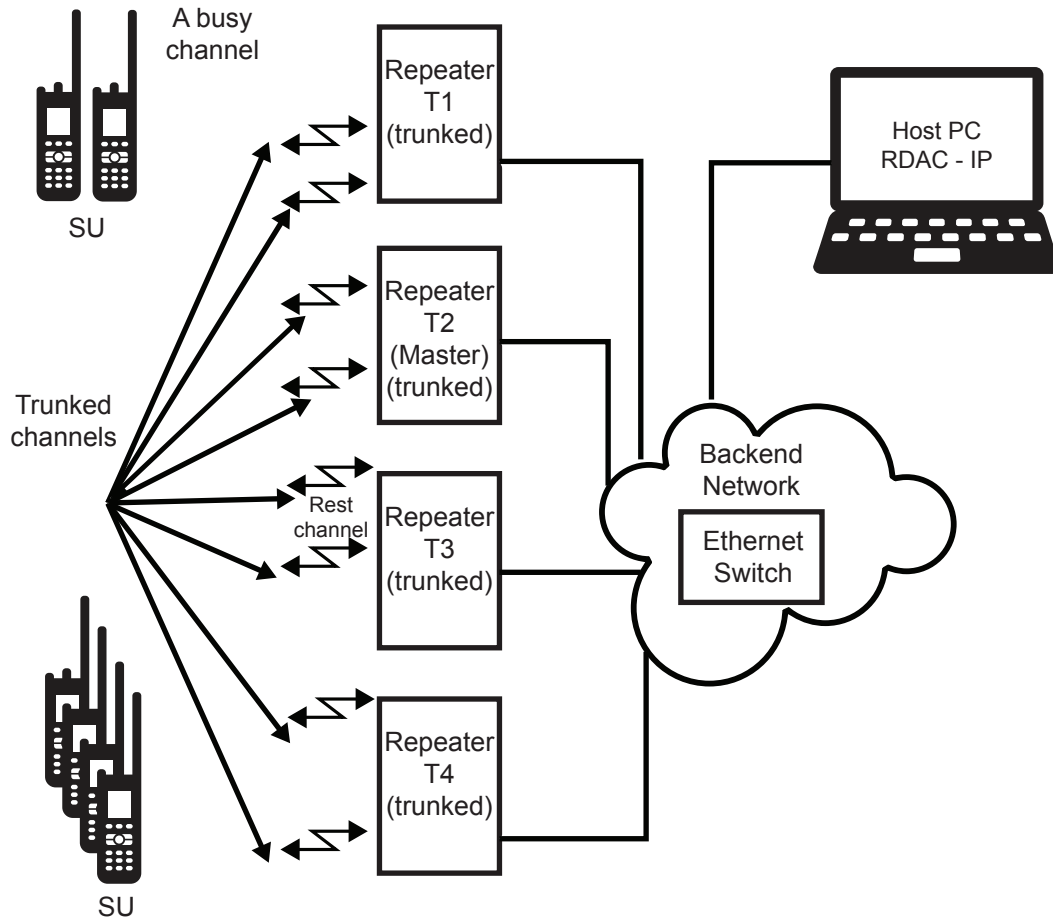 A busy
channel
SU
Repeater
T1
(trunked)
Host PC
RDAC - IP
Repeater
T2
(Master)
(trunked)
Trunked
channels
Rest
channel
Repeater
T3
(trunked)
Backend
Network
Ethernet
Switch
Repeater
T4
(trunked)
SU